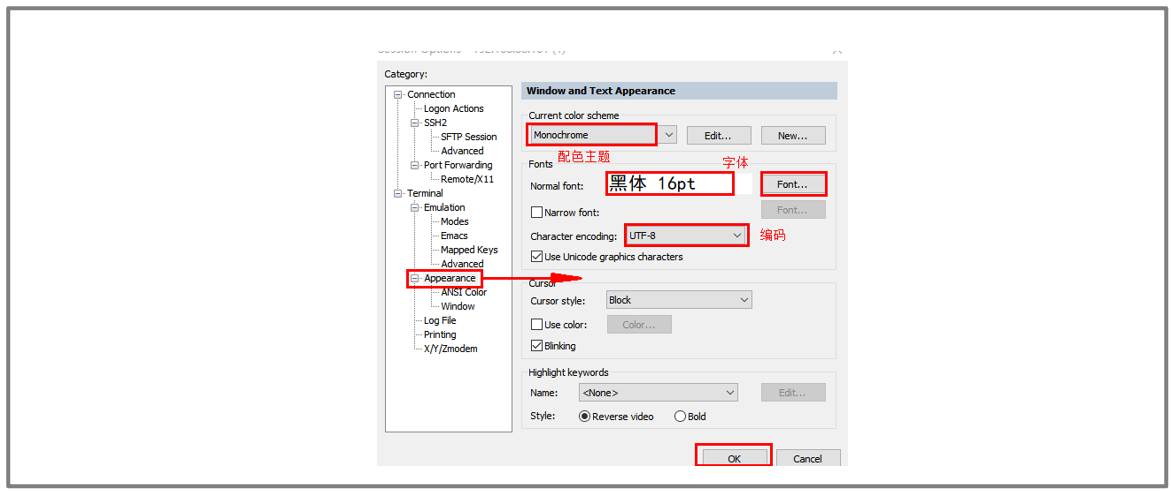 Category:
Connection
Logon Actions
SSH2
SFTP Session
Advanced
Port Forwarding
Remote/X11
Terminal
Emulation
Modes
Emacs
Mapped Keys
Advanced
Appearance
ANSI Color
Window
Log File
Printing
X/Y/Zmodem
Window and Text Appearance
Current color scheme
Monochrome
Edit...
New...
配色主题
字体
Fonts
Normal font:
黑体 16pt
Font...
Narrow font:
Font...
Character encoding:
UTF-8
编码
Use Unicode graphics characters
Cursor
Cursor style:
Block
Use color:
Color...
Blinking
Highlight keywords
Name:
<None>
Edit...
Style:
Reverse video
Bold
OK
Cancel